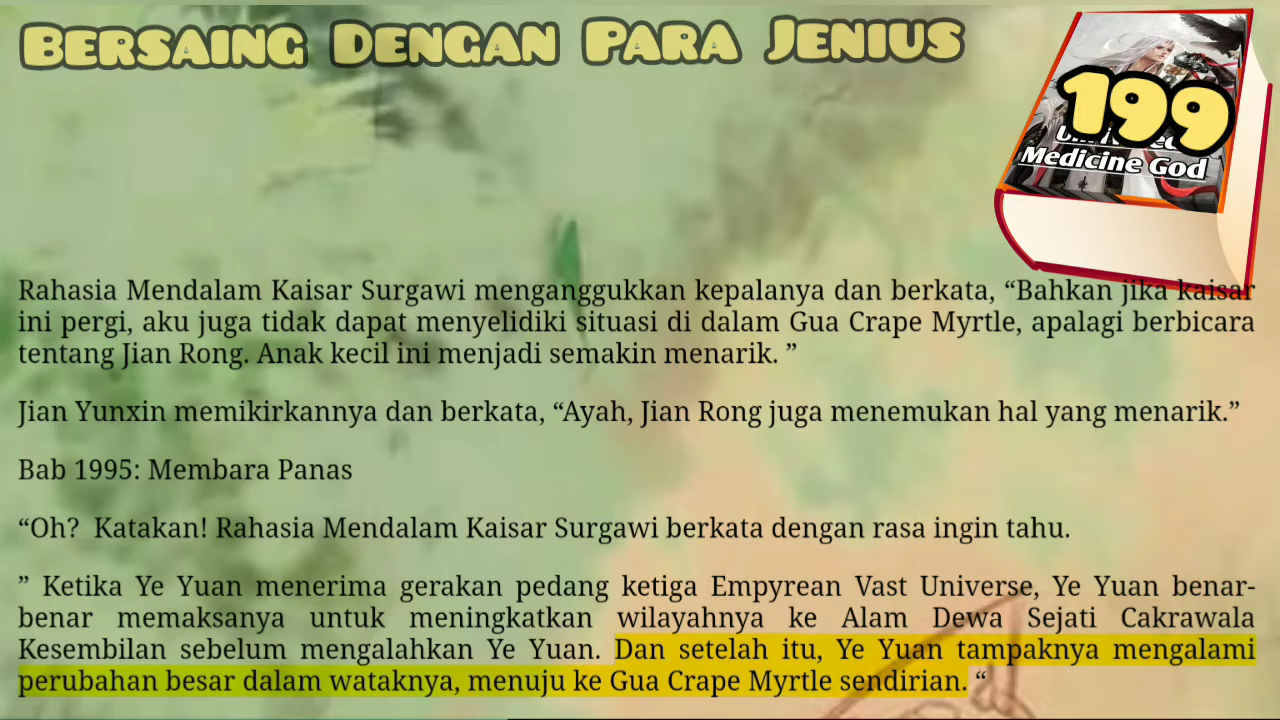 Bersaing Dengan Para Jenius
199
Medicine God
Rahasia Mendalam Kaisar Surgawi menganggukkan kepalanya dan berkata, “Bahkan jika kaisar
ini pergi, aku juga tidak dapat menyelidiki situasi di dalam Gua Crape Myrtle, apalagi berbicara
tentang Jian Rong. Anak kecil ini menjadi semakin menarik. ”
Jian Yunxin memikirkannya dan berkata, “Ayah, Jian Rong juga menemukan hal yang menarik.”
Bab 1995: Membara Panas
“Oh?  Katakan! Rahasia Mendalam Kaisar Surgawi berkata dengan rasa ingin tahu.
” Ketika Ye Yuan menerima gerakan pedang ketiga Empyrean Vast Universe, Ye Yuan benar-
benar memaksanya untuk meningkatkan wilayahnya ke Alam Dewa Sejati Cakrawala
Kesembilan sebelum mengalahkan Ye Yuan. Dan setelah itu, Ye Yuan tampaknya mengalami
perubahan besar dalam wataknya, menuju ke Gua Crape Myrtle sendirian. “